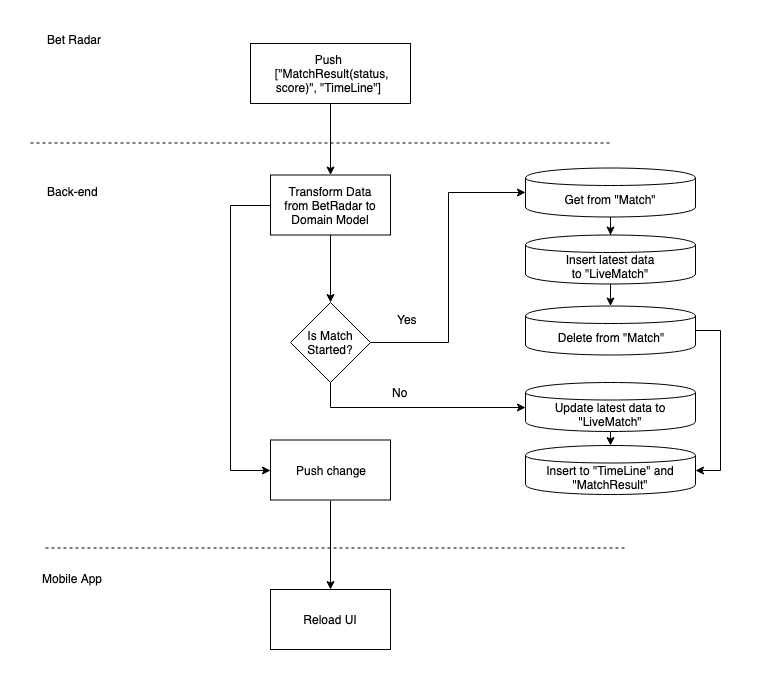 Bet Radar
Push
["MatchResult(status,
score)", "TimeLine"]
Back-end
Transform Data
from BetRadar to
Domain Model
Get from "Match"
Insert latest data
to "LiveMatch"
Is Match
Started?
Yes
Delete from "Match"
No
Update latest data to
"LiveMatch"
Push change
Insert to "TimeLine" and
"MatchResult"
Mobile App
Reload UI